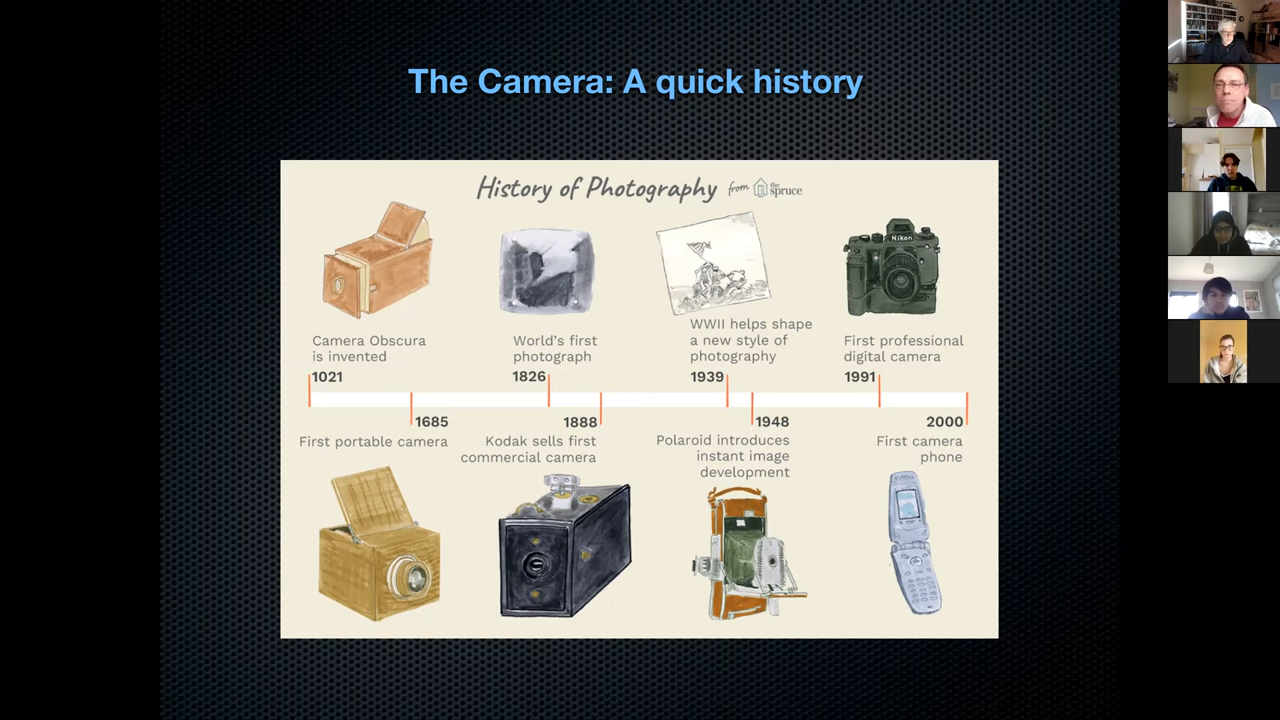 The Camera: A quick history
History of Photography from the spruce
Camera Obscura
is invented
1021
World's first
photograph
1826
WWII helps shape
a new style of
photography
1939
Nikon
First professional
digital camera
1991
1685
First portable camera
1888
Kodak sells first
commercial camera
1948
Polaroid introduces
instant image
development
2000
First camera
phone